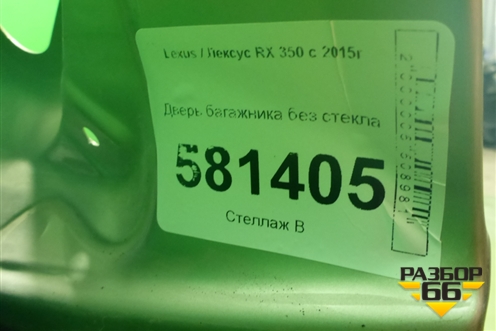 Lexus / Лексус RX 350 с 2015г
Дверь багажника без стекла
581405
Стеллаж В
РАЗБОР
66